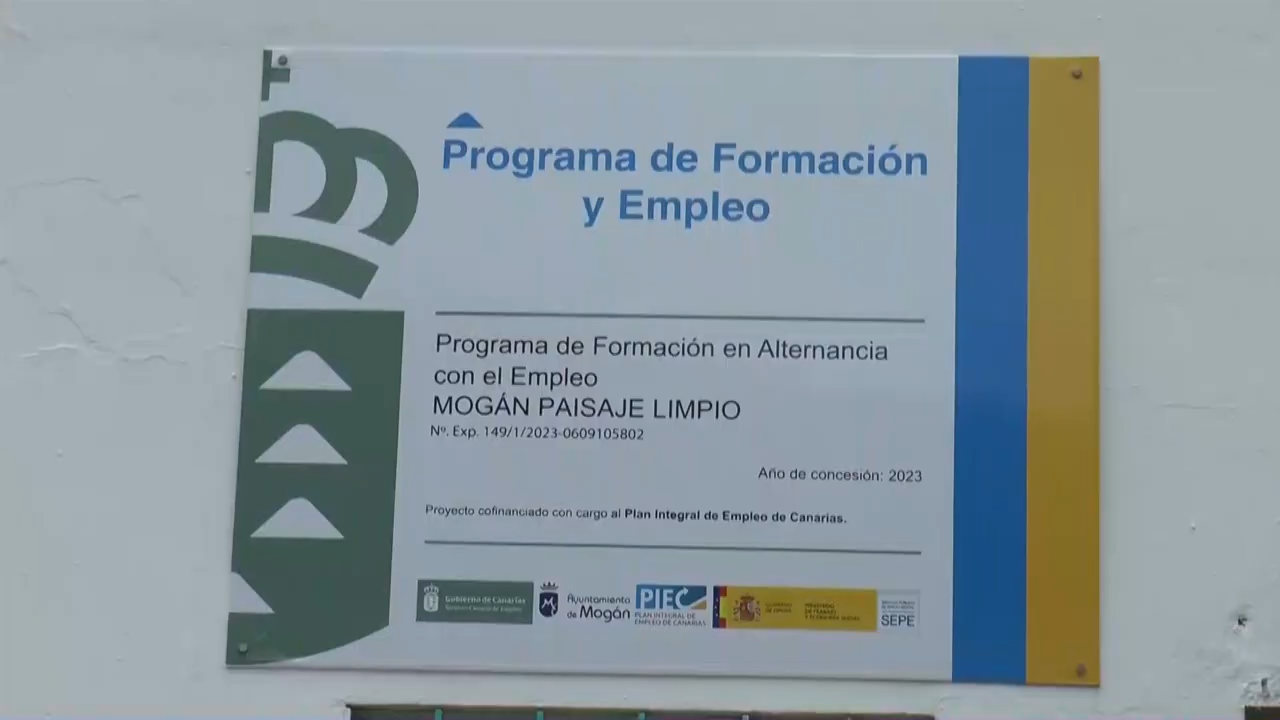 Programa de Formación
y Empleo
Programa de Formación en Alternancia
con el Empleo
MOGÁN PAISAJE LIMPIO
Nº. Exp. 149/1/2023-0609105802
Año de concesión: 2023
Proyecto cofinanciado con cargo al Plan Integral de Empleo de Canarias.
Gobierno de Canarias
Ayuntamiento
de Mogán
PIEC
PLAN INTEGRAL DE
EMPLEO DE CANARIAS
SEPE